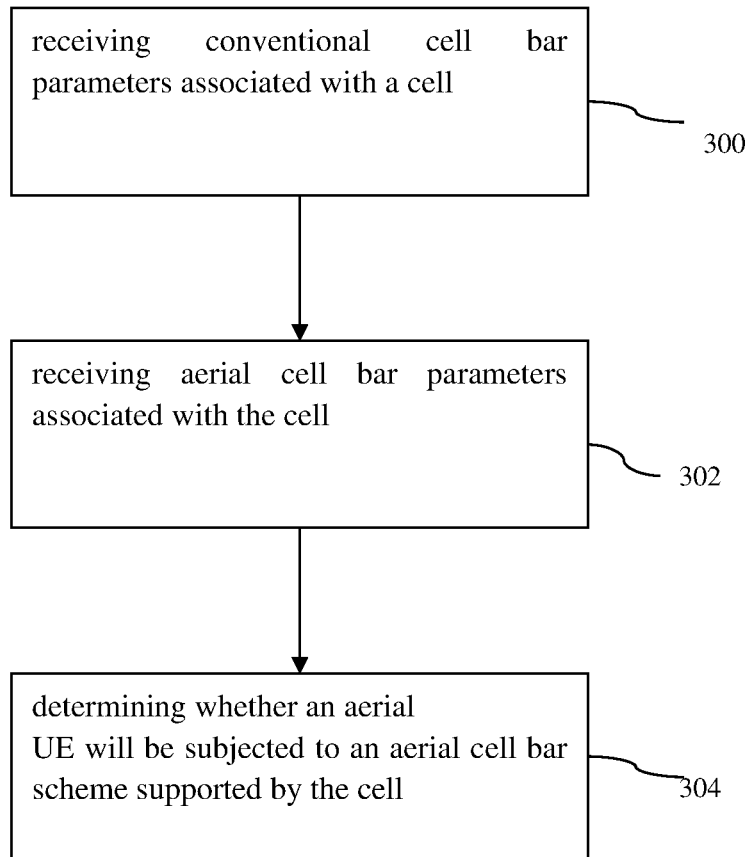 receiving conventional cell bar
parameters associated with a cell
300
receiving aerial cell bar parameters
associated with the cell
302
determining whether an aerial
UE will be subjected to an aerial cell bar
scheme supported by the cell
304